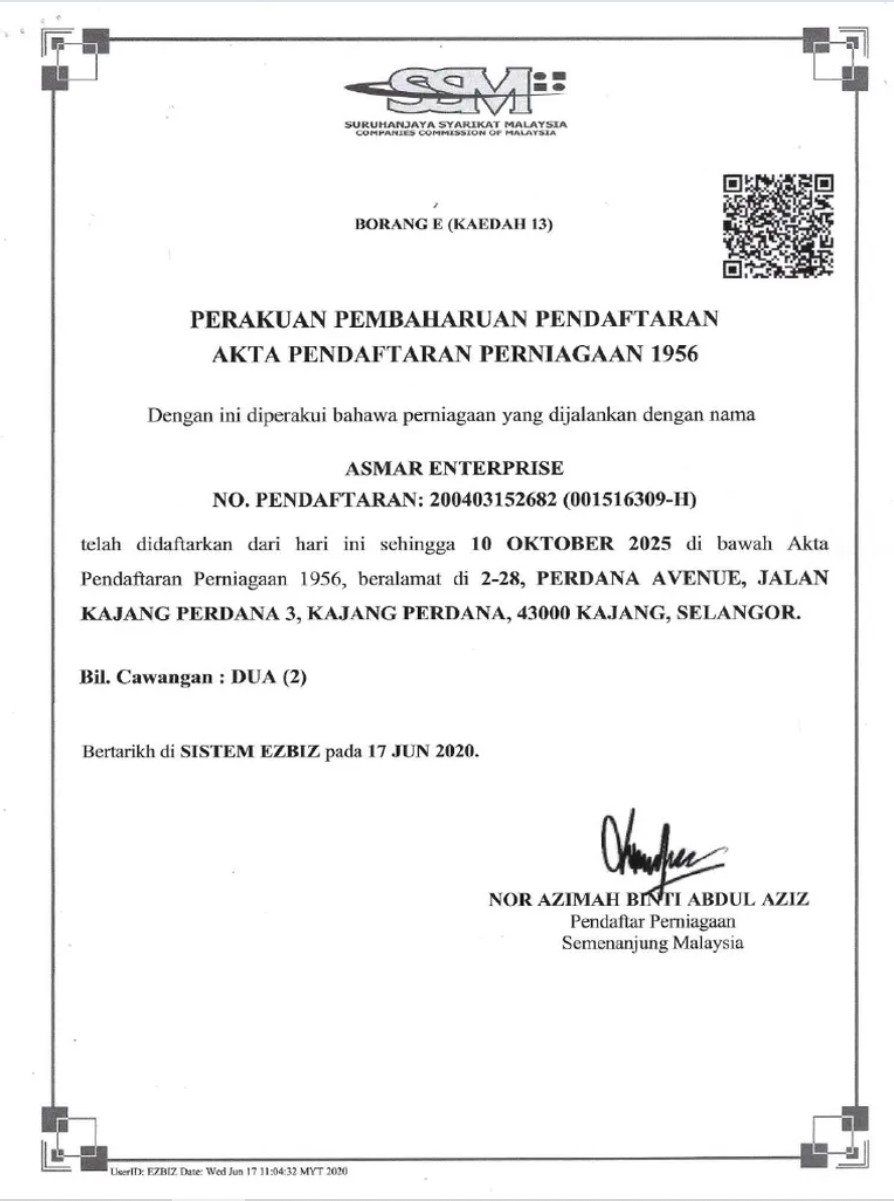 SSM
SURUHANJAYA SYARIKAT MALAYSIA
COMPANIES COMMISSION OF MALAYSIA
BORANG E (KAEDAH 13)
PERAKUAN PEMBAHARUAN PENDAFTARAN
AKTA PENDAFTARAN PERNIAGAAN 1956
Dengan ini diperakui bahawa perniagaan yang dijalankan dengan nama
ASMAR ENTERPRISE
NO. PENDAFTARAN: 200403152682 (001516309-H)
telah didaftarkan dari hari ini sehingga 10 OKTOBER 2025 di bawah Akta
Pendaftaran Perniagaan 1956, beralamat di 2-28, PERDANA AVENUE, JALAN
KAJANG PERDANA 3, KAJANG PERDANA, 43000 KAJANG, SELANGOR.
Bil. Cawangan : DUA (2)
Bertarikh di SISTEM EZBIZ pada 17 JUN 2020.
NOR AZIMAH BINTI ABDUL AZIZ
Pendaftar Perniagaan
Semenanjung Malaysia
UserID: EZBIZ Date: Wed Jun 17 11:04:32 MYT 2020